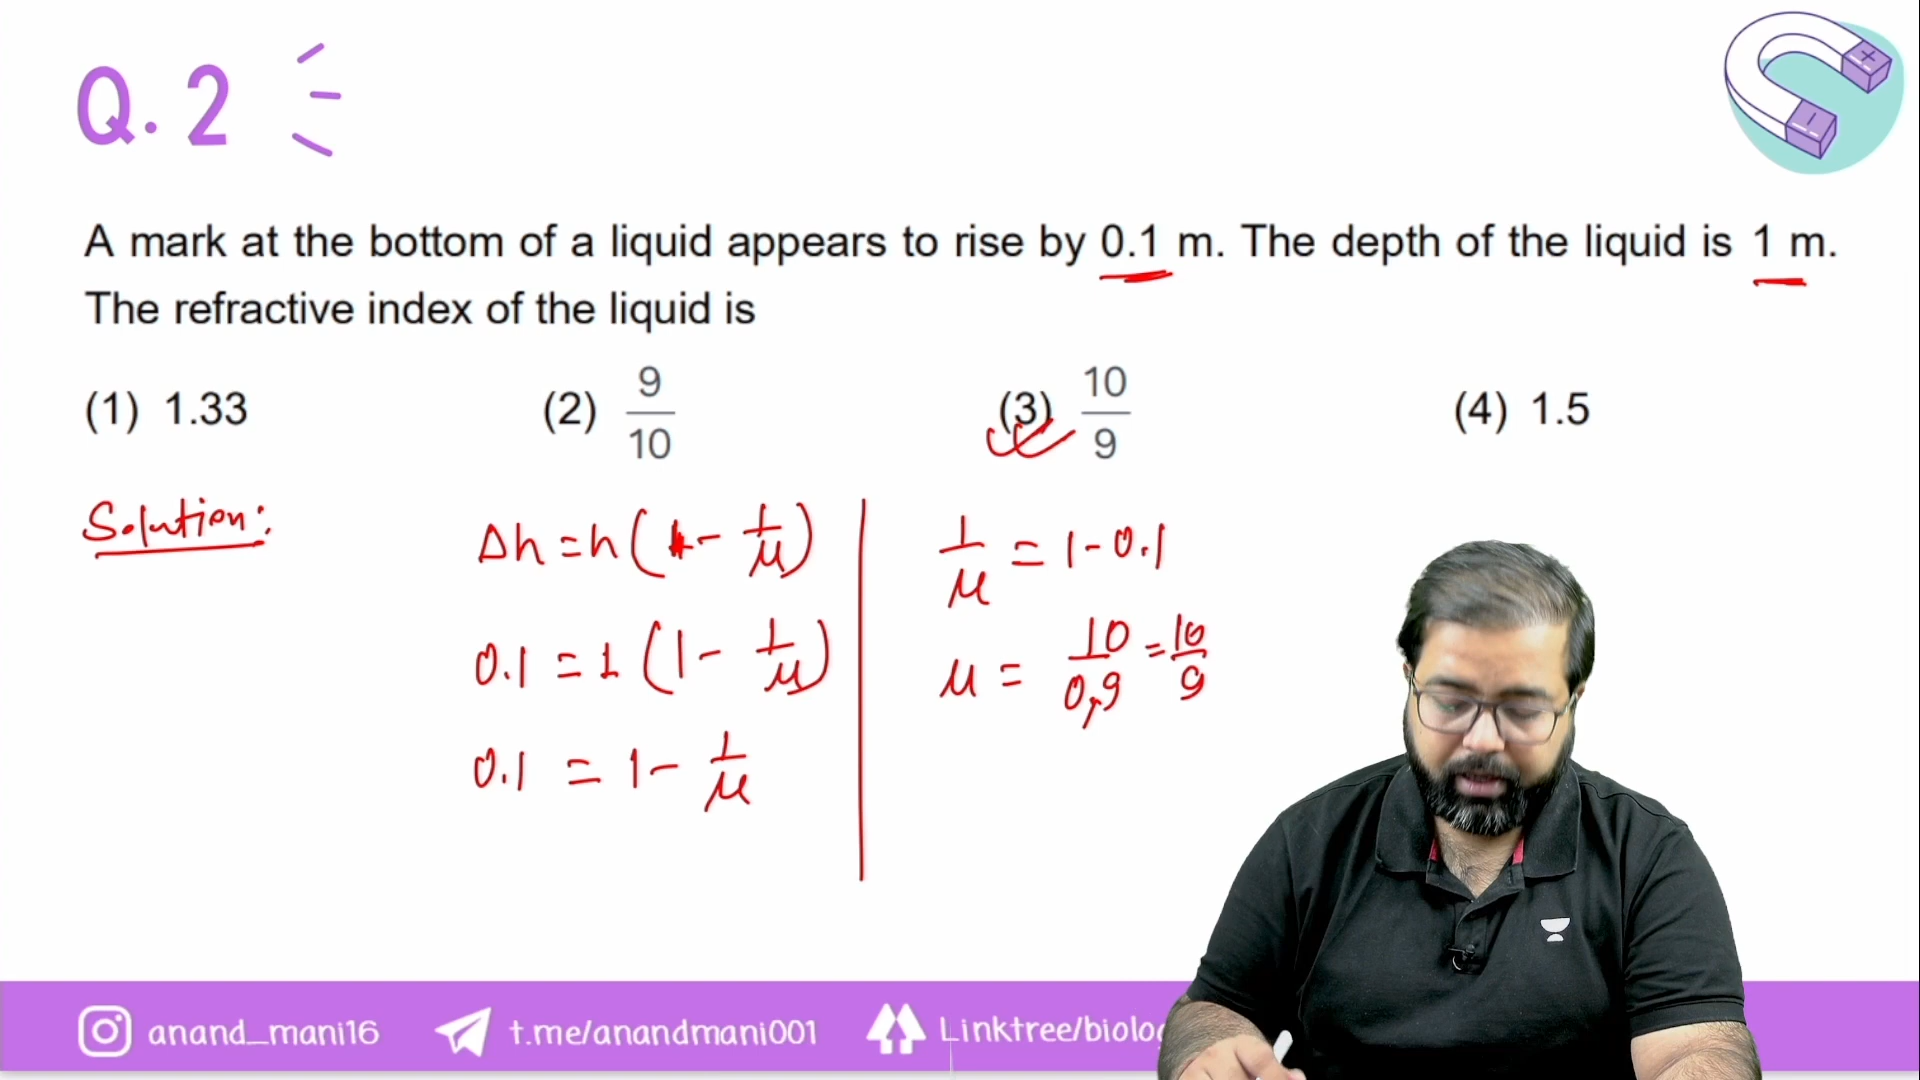 Q. 2
A mark at the bottom of a liquid appears to rise by 0.1 m. The depth of the liquid is 1 m.
The refractive index of the liquid is
(1) 1.33 (2) 9/10 (3) 10/9 (4) 1.5
Solution:
Δh = h (1 - 1/μ)
0.1 = 1 (1 - 1/μ)
0.1 = 1 - 1/μ
1/μ = 1 - 0.1
μ = 10/0,9 = 10/9
anand_mani16 t.me/anandmani001 Linktree/biolog